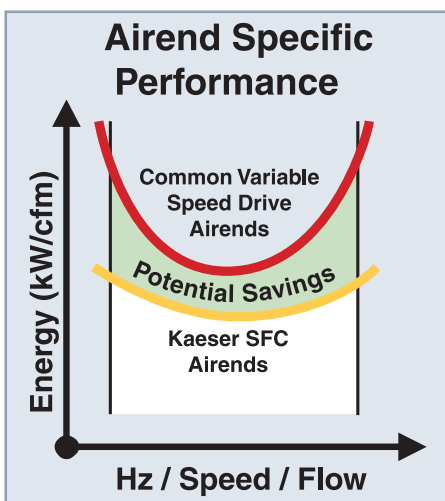 Airend Specific
Performance
Energy (kW/cfm)
Common Variable
Speed Drive
Airends
Potential Savings
Kaeser SFC
Airends
Hz / Speed / Flow